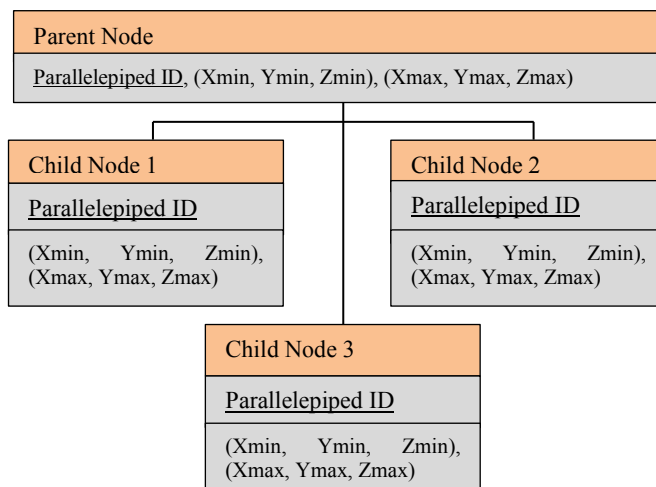 Parent Node
Parallelepiped ID, (Xmin, Ymin, Zmin), (Xmax, Ymax, Zmax)
Child Node 1
Parallelepiped ID
(Xmin, Ymin, Zmin),
(Xmax, Ymax, Zmax)
Child Node 2
Parallelepiped ID
(Xmin, Ymin, Zmin),
(Xmax, Ymax, Zmax)
Child Node 3
Parallelepiped ID
(Xmin, Ymin, Zmin),
(Xmax, Ymax, Zmax)